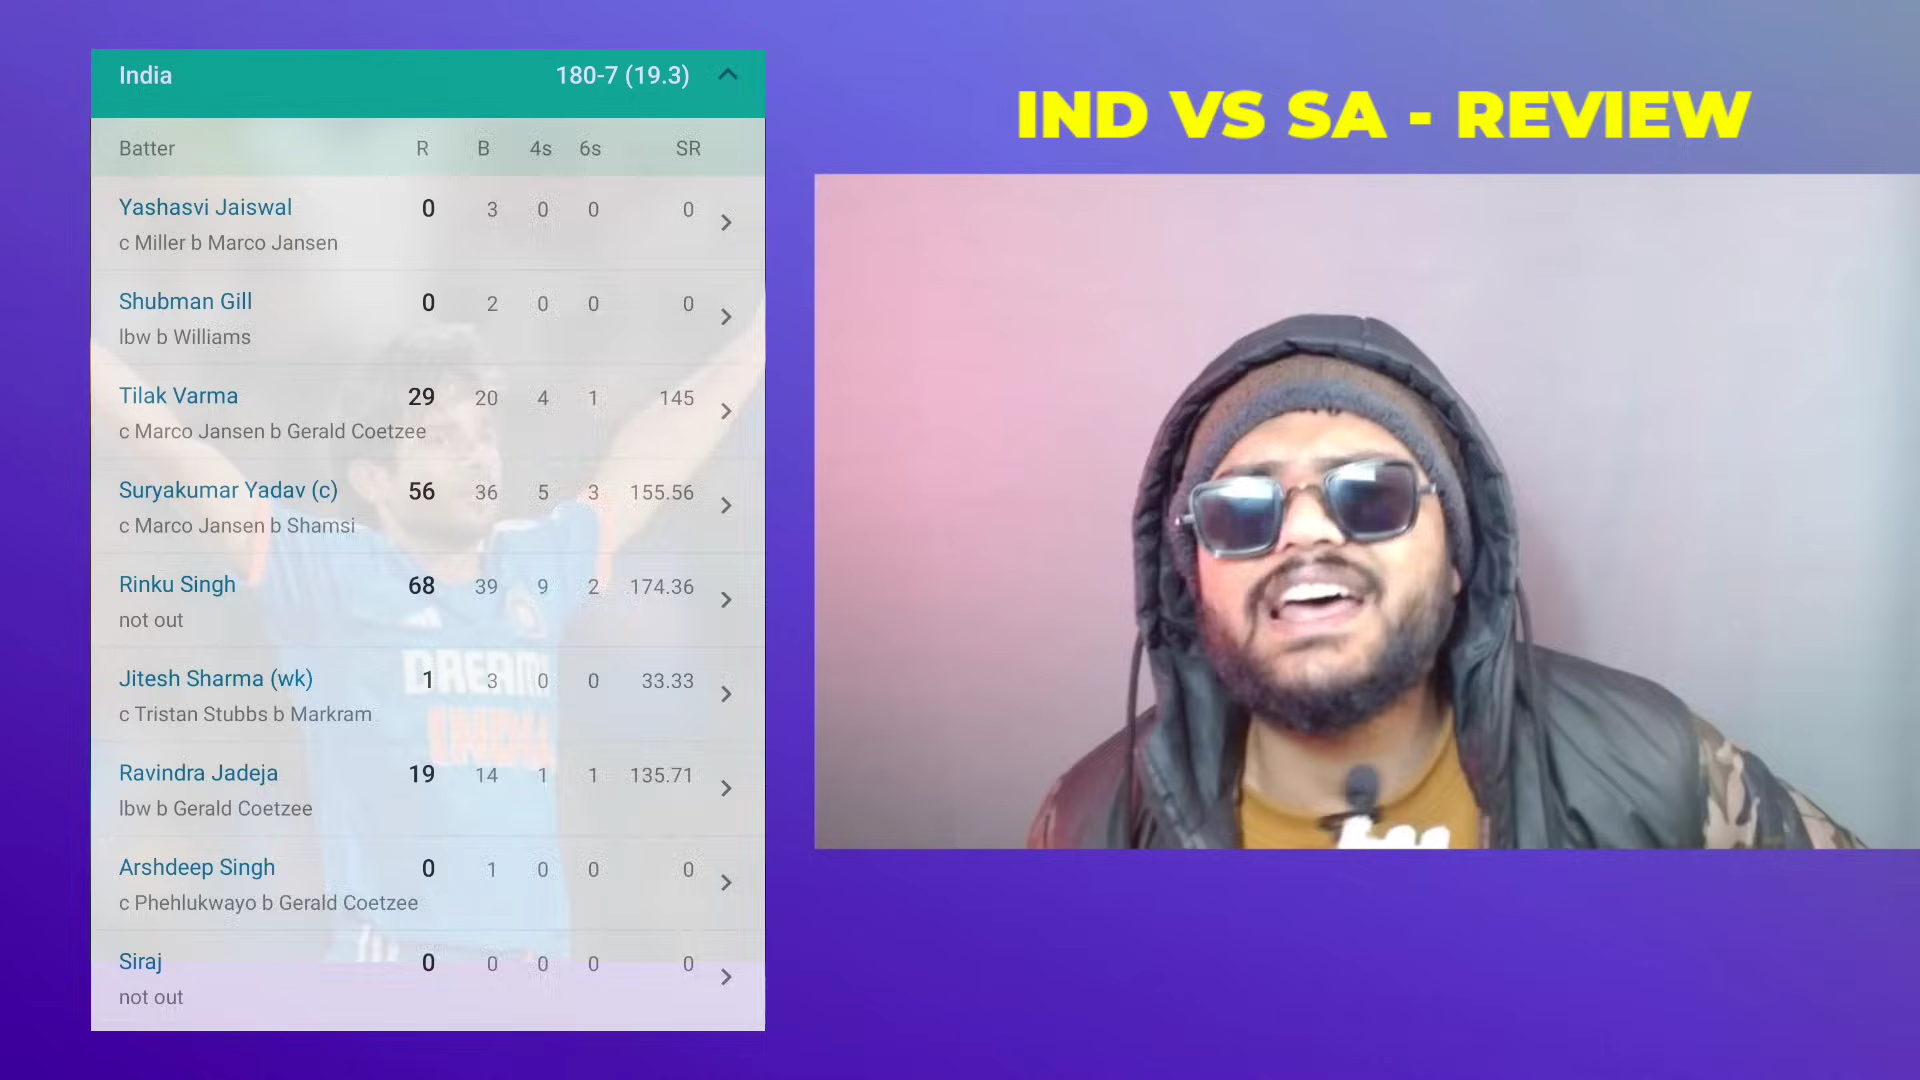 India 180-7 (19.3)
IND VS SA - REVIEW
Batter R B 4s 6s SR
Yashasvi Jaiswal 0 3 0 0 0
c Miller b Marco Jansen
Shubman Gill 0 2 0 0 0
lbw b Williams
Tilak Varma 29 20 4 1 145
c Marco Jansen b Gerald Coetzee
Suryakumar Yadav (c) 56 36 5 3 155.56
c Marco Jansen b Shamsi
Rinku Singh 68 39 9 2 174.36
not out
Jitesh Sharma (wk) 1 3 0 0 33.33
c Tristan Stubbs b Markram
Ravindra Jadeja 19 14 1 1 135.71
lbw b Gerald Coetzee
Arshdeep Singh 0 1 0 0 0
c Phehlukwayo b Gerald Coetzee
Siraj 0 0 0 0 0
not out
DREAM
INDIA